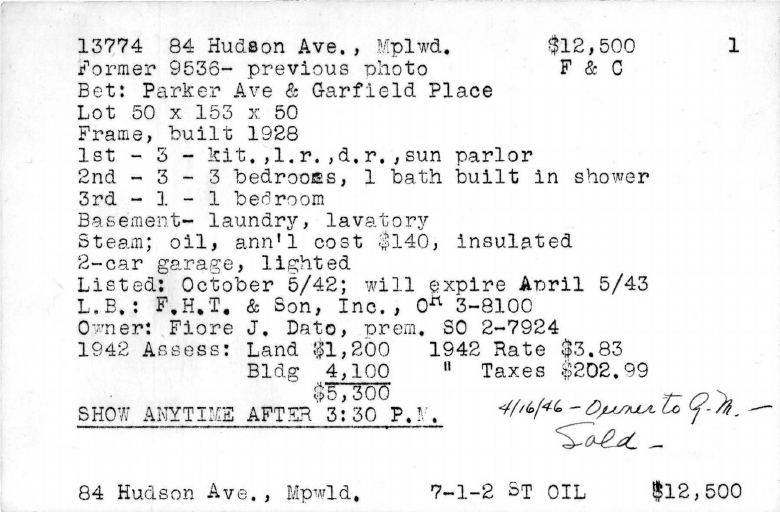 13774 84 Hudson Ave., Mplwd. $12,500 1
Former 9536- previous photo F & C
Bet: Parker Ave & Garfield Place
Lot 50 x 153 x 50
Frame, built 1928
1st - 3 - kit.,l.r.,d.r.,sun parlor
2nd - 3 - 3 bedrooms, 1 bath built in shower
3rd - 1 - 1 bedroom
Basement- laundry, lavatory
Steam; oil, ann'l cost $140, insulated
2-car garage, lighted
Listed: October 5/42; will expire April 5/43
L.B.: F.H.T. & Son, Inc., OR 3-8100
Owner: Fiore J. Dato, prem. SO 2-7924
1942 Assess: Land $1,200 1942 Rate $3.83
Bldg 4,100 " Taxes $202.99
$5,300
SHOW ANYTIME AFTER 3:30 P.M.
4/16/46 - Owner to G.M. -
Sold -
84 Hudson Ave., Mpwld. 7-1-2 ST OIL $12,500